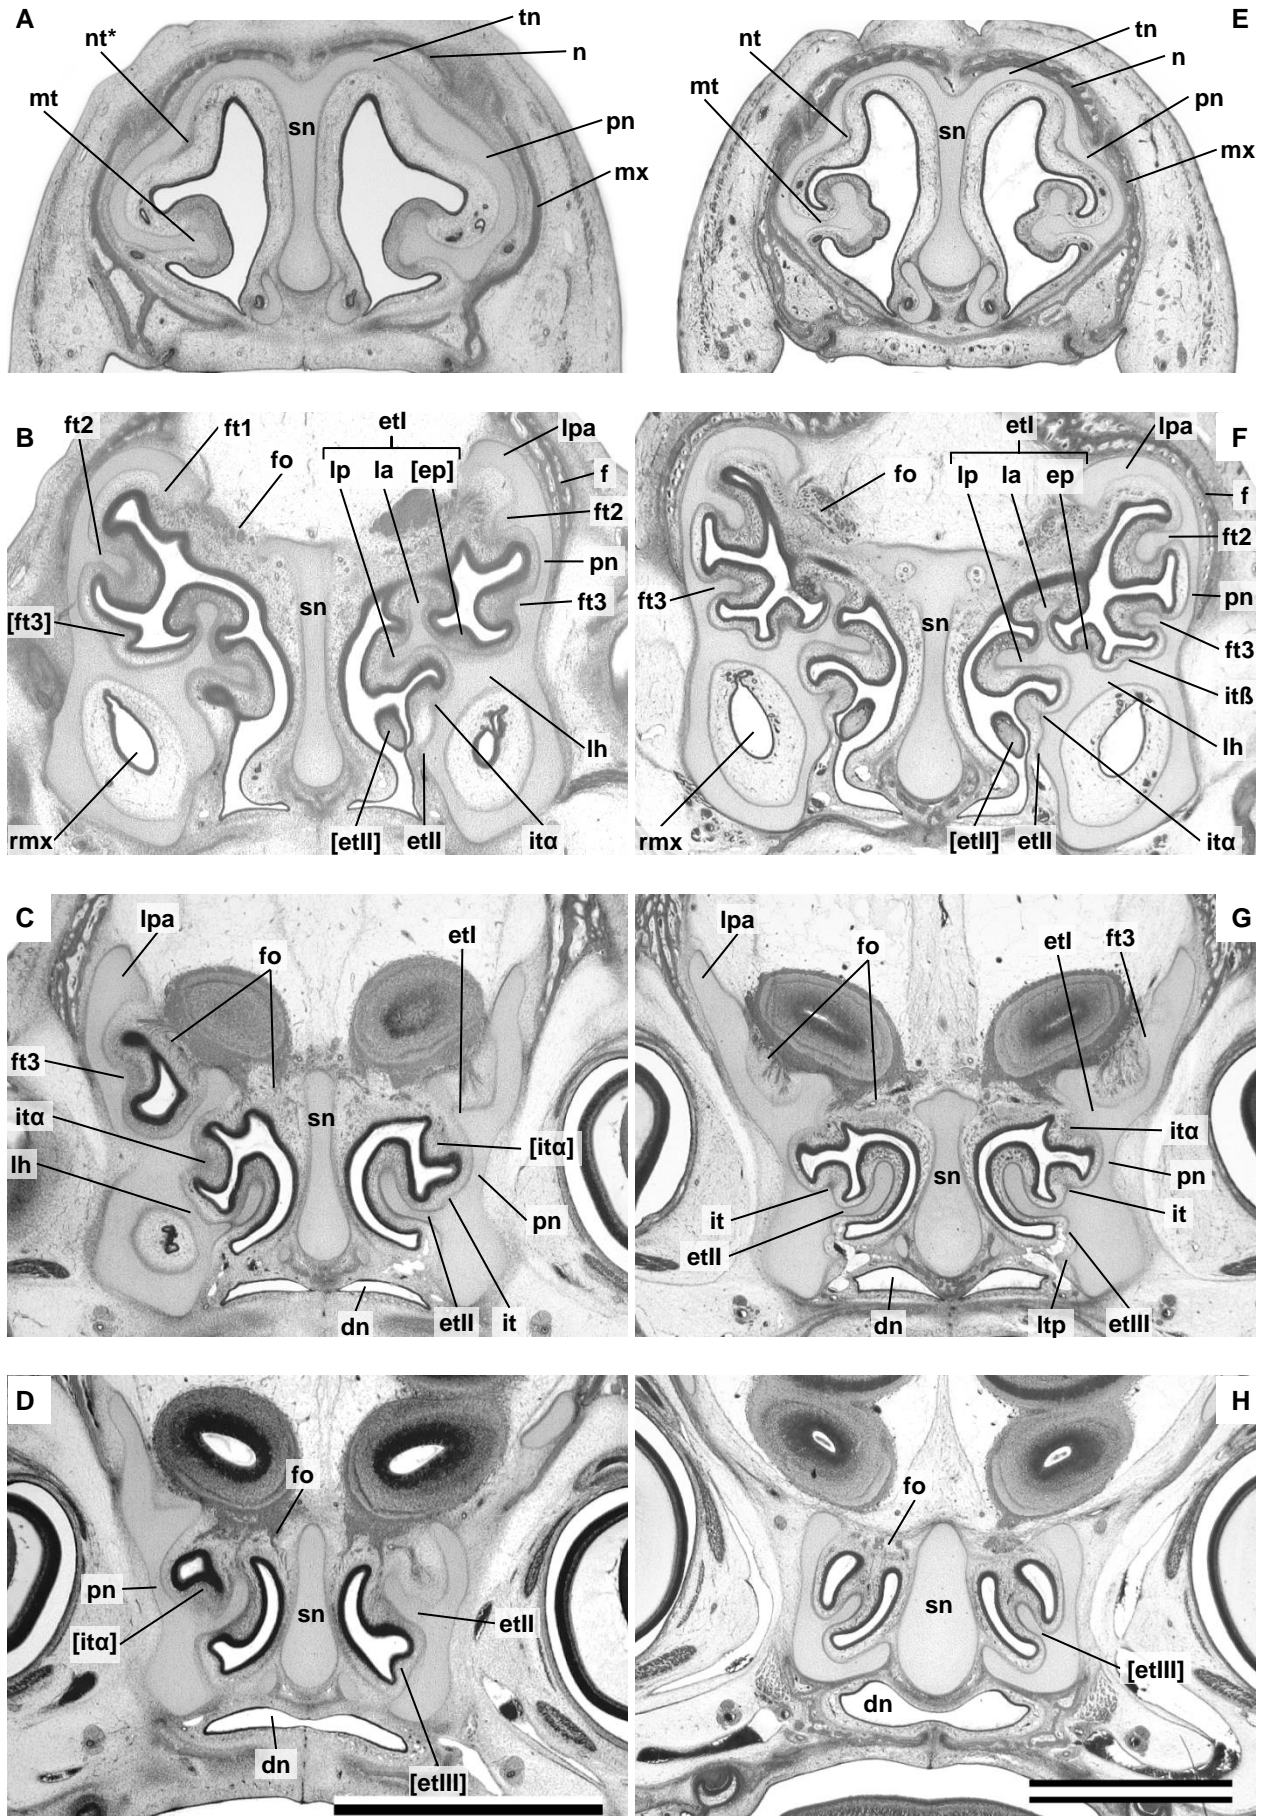 A
nt*
mt
sn
tn
n
pn
mx
E
nt
mt
sn
tn
n
pn
mx
B
ft2
ft1
fo
etI
lp la [ep]
lpa
f
ft2
pn
ft3
[ft3]
sn
lh
rmx
[etII]
etII
itα
F
fo
etI
lp la ep
lpa
f
ft2
pn
ft3
ft3
sn
itß
lh
rmx
[etII]
etII
itα
C
lpa
fo
etI
ft3
itα
lh
sn
[itα]
pn
dn
etII
it
G
lpa
fo
etI
ft3
itα
pn
sn
it
it
etII
dn
ltp
etIII
D
fo
pn
[itα]
sn
etII
dn
[etIII]
H
fo
sn
[etIII]
dn